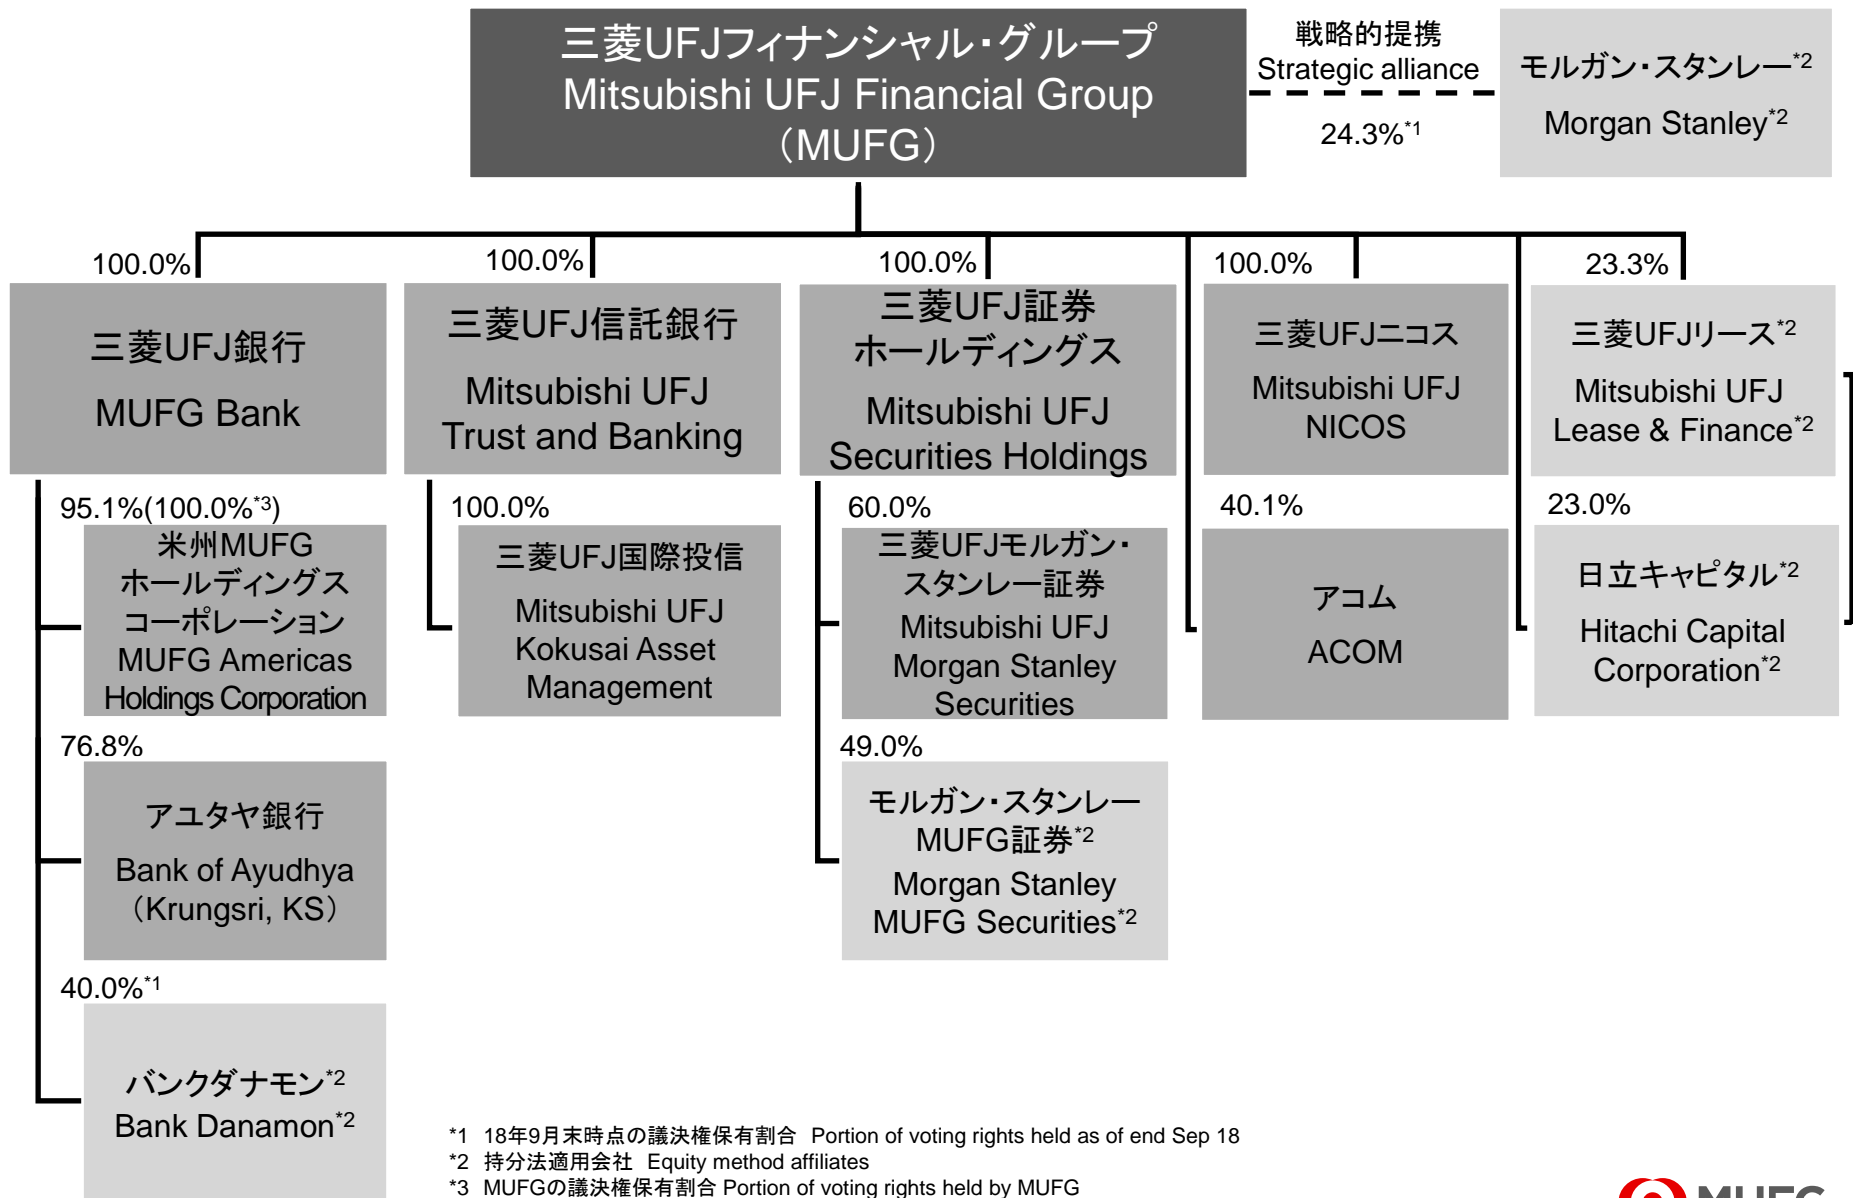 三菱UFJフィナンシャル・グループ
Mitsubishi UFJ Financial Group
（MUFG）
戦略的提携
Strategic alliance
24.3%*1
モルガン・スタンレー*2
Morgan Stanley*2
100.0%
三菱UFJ銀行
MUFG Bank
100.0%
三菱UFJ信託銀行
Mitsubishi UFJ
Trust and Banking
100.0%
三菱UFJ証券
ホールディングス
Mitsubishi UFJ
Securities Holdings
100.0%
三菱UFJニコス
Mitsubishi UFJ
NICOS
23.3%
三菱UFJリース*2
Mitsubishi UFJ
Lease & Finance*2
95.1%(100.0%*3)
米州MUFG
ホールディングス
コーポレーション
MUFG Americas
Holdings Corporation
100.0%
三菱UFJ国際投信
Mitsubishi UFJ
Kokusai Asset
Management
60.0%
三菱UFJモルガン・
スタンレー証券
Mitsubishi UFJ
Morgan Stanley
Securities
40.1%
アコム
ACOM
23.0%
日立キャピタル*2
Hitachi Capital
Corporation*2
76.8%
アユタヤ銀行
Bank of Ayudhya
（Krungsri, KS）
49.0%
モルガン・スタンレー
MUFG証券*2
Morgan Stanley
MUFG Securities*2
40.0%*1
バンクダナモン*2
Bank Danamon*2
*1 18年9月末時点の議決権保有割合 Portion of voting rights held as of end Sep 18
*2 持分法適用会社 Equity method affiliates
*3 MUFGの議決権保有割合 Portion of voting rights held by MUFG
MUFG